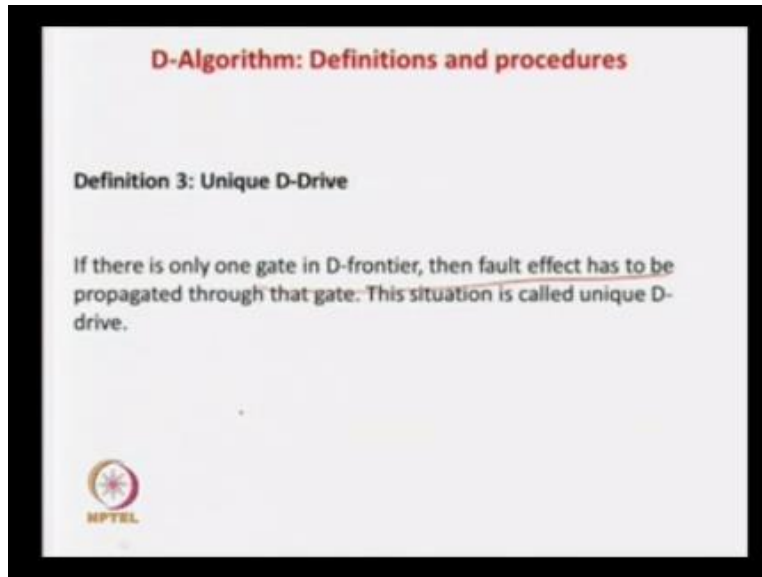 D-Algorithm: Definitions and procedures
Definition 3: Unique D-Drive
If there is only one gate in D-frontier, then fault effect has to be
propagated through that gate. This situation is called unique D-
drive.
NPTEL